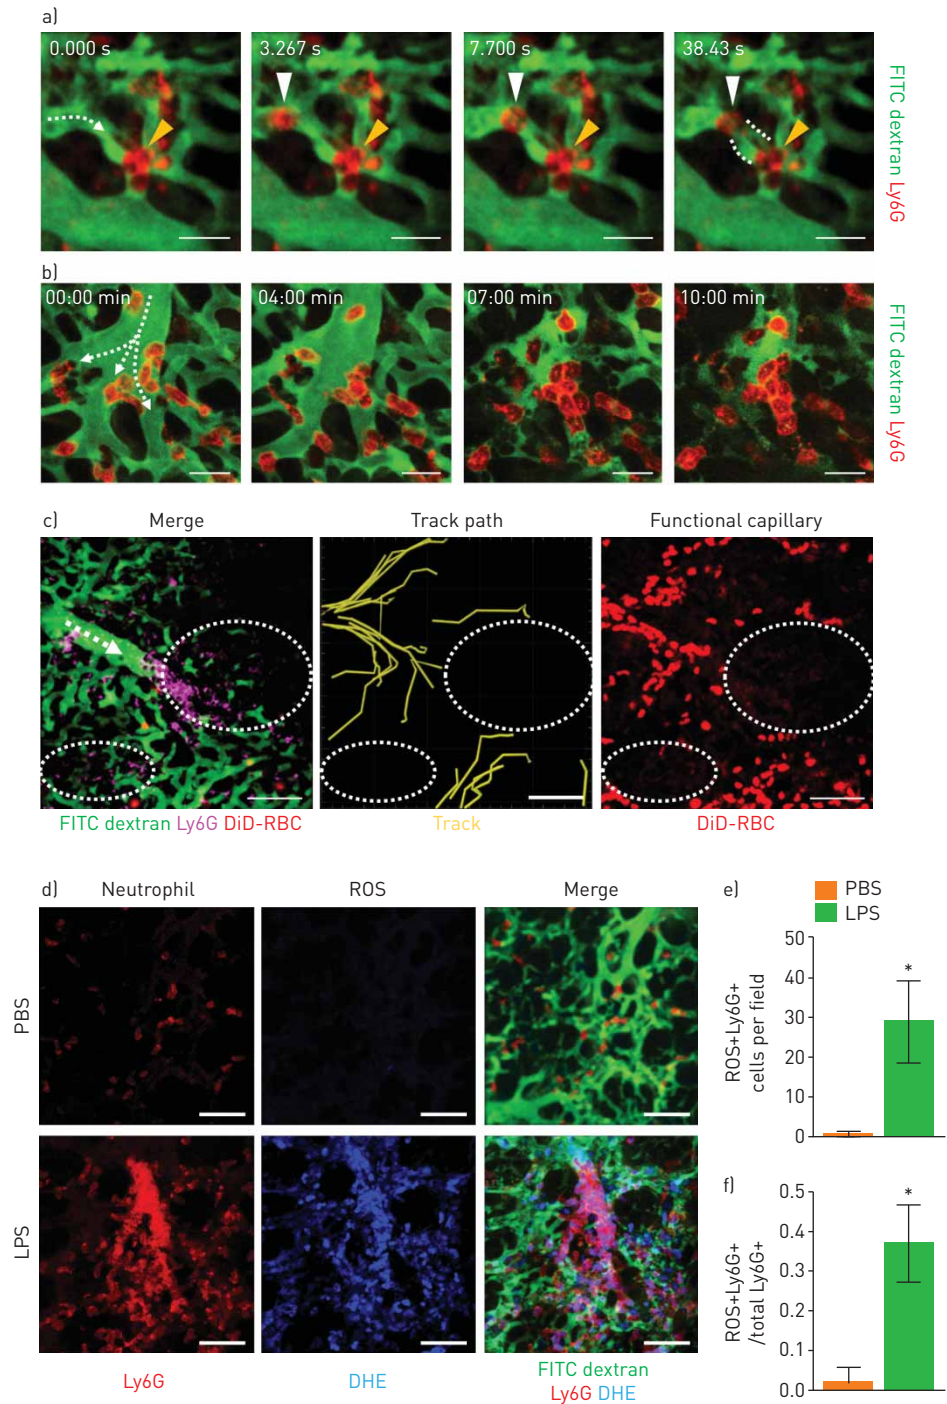 a)
0.000 s
3.267 s
7.700 s
38.43 s
FITC dextran Ly6G
b)
00:00 min
04:00 min
07:00 min
10:00 min
FITC dextran Ly6G
c)
Merge
Track path
Functional capillary
FITC dextran Ly6G DiD-RBC
Track
DiD-RBC
d)
Neutrophil
ROS
Merge
PBS
LPS
Ly6G
DHE
FITC dextran
Ly6G DHE
e)
PBS
LPS
ROS+Ly6G+
cells per field
50
40
30
20
10
0
*
f)
ROS+Ly6G+
/total Ly6G+
0.5
0.4
0.3
0.2
0.1
0.0
*